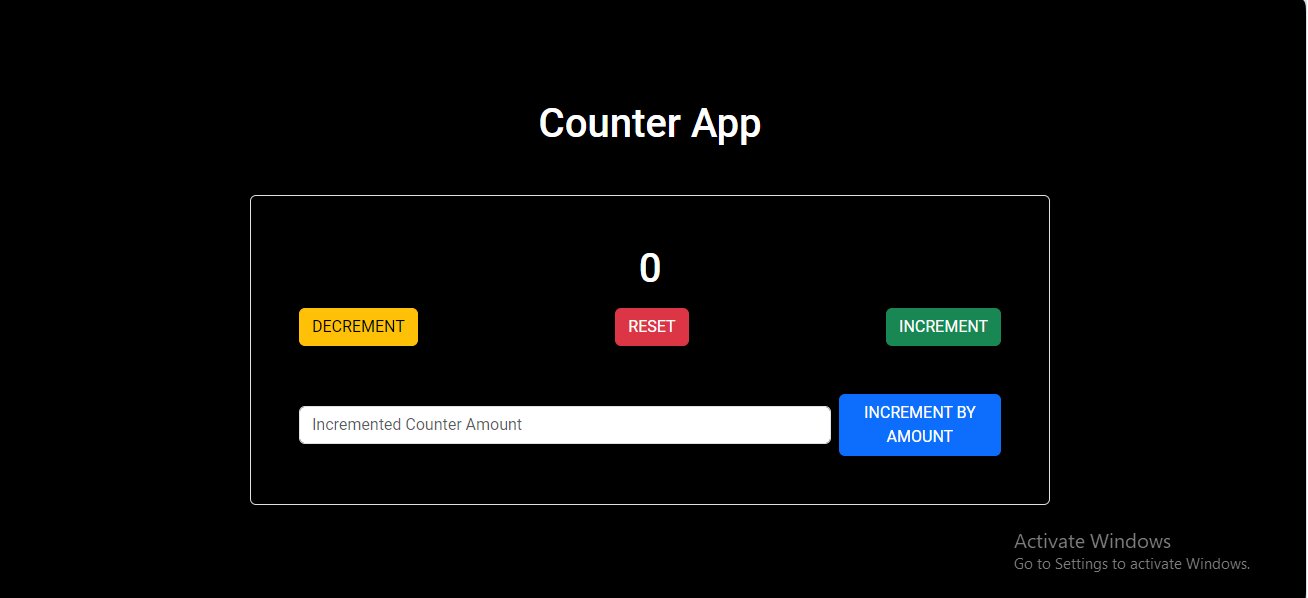 Counter App
0
DECREMENT
RESET
INCREMENT
Incremented Counter Amount
INCREMENT BY
AMOUNT
Activate Windows
Go to Settings to activate Windows.